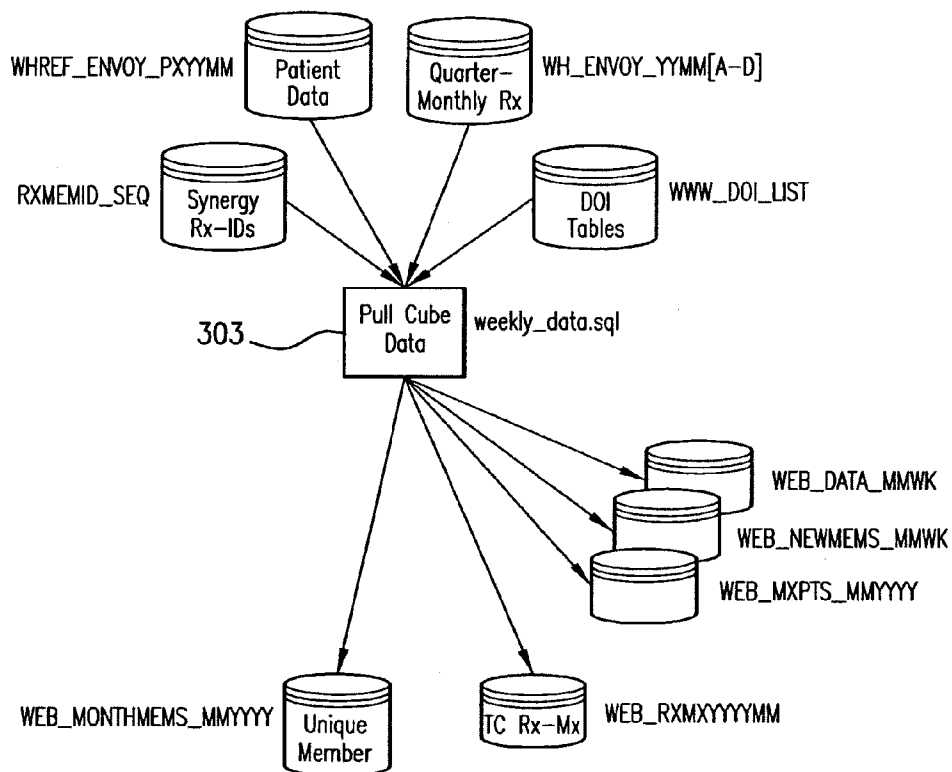 WHREF_ENVOY_PXYYMM
Patient
Data
Quarter-
Monthly Rx
WH_ENVOY_YYMM[A-D]
RXMEMID_SEQ
Synergy
Rx-IDs
DOI
Tables
WWW_DOI_LIST
303
Pull Cube
Data
weekly_data.sql
WEB_DATA_MMWK
WEB_NEWMEMS_MMWK
WEB_MXPTS_MMYYYY
WEB_MONTHMEMS_MMYYYY
Unique
Member
TC Rx-Mx
WEB_RXMXYYYYMM